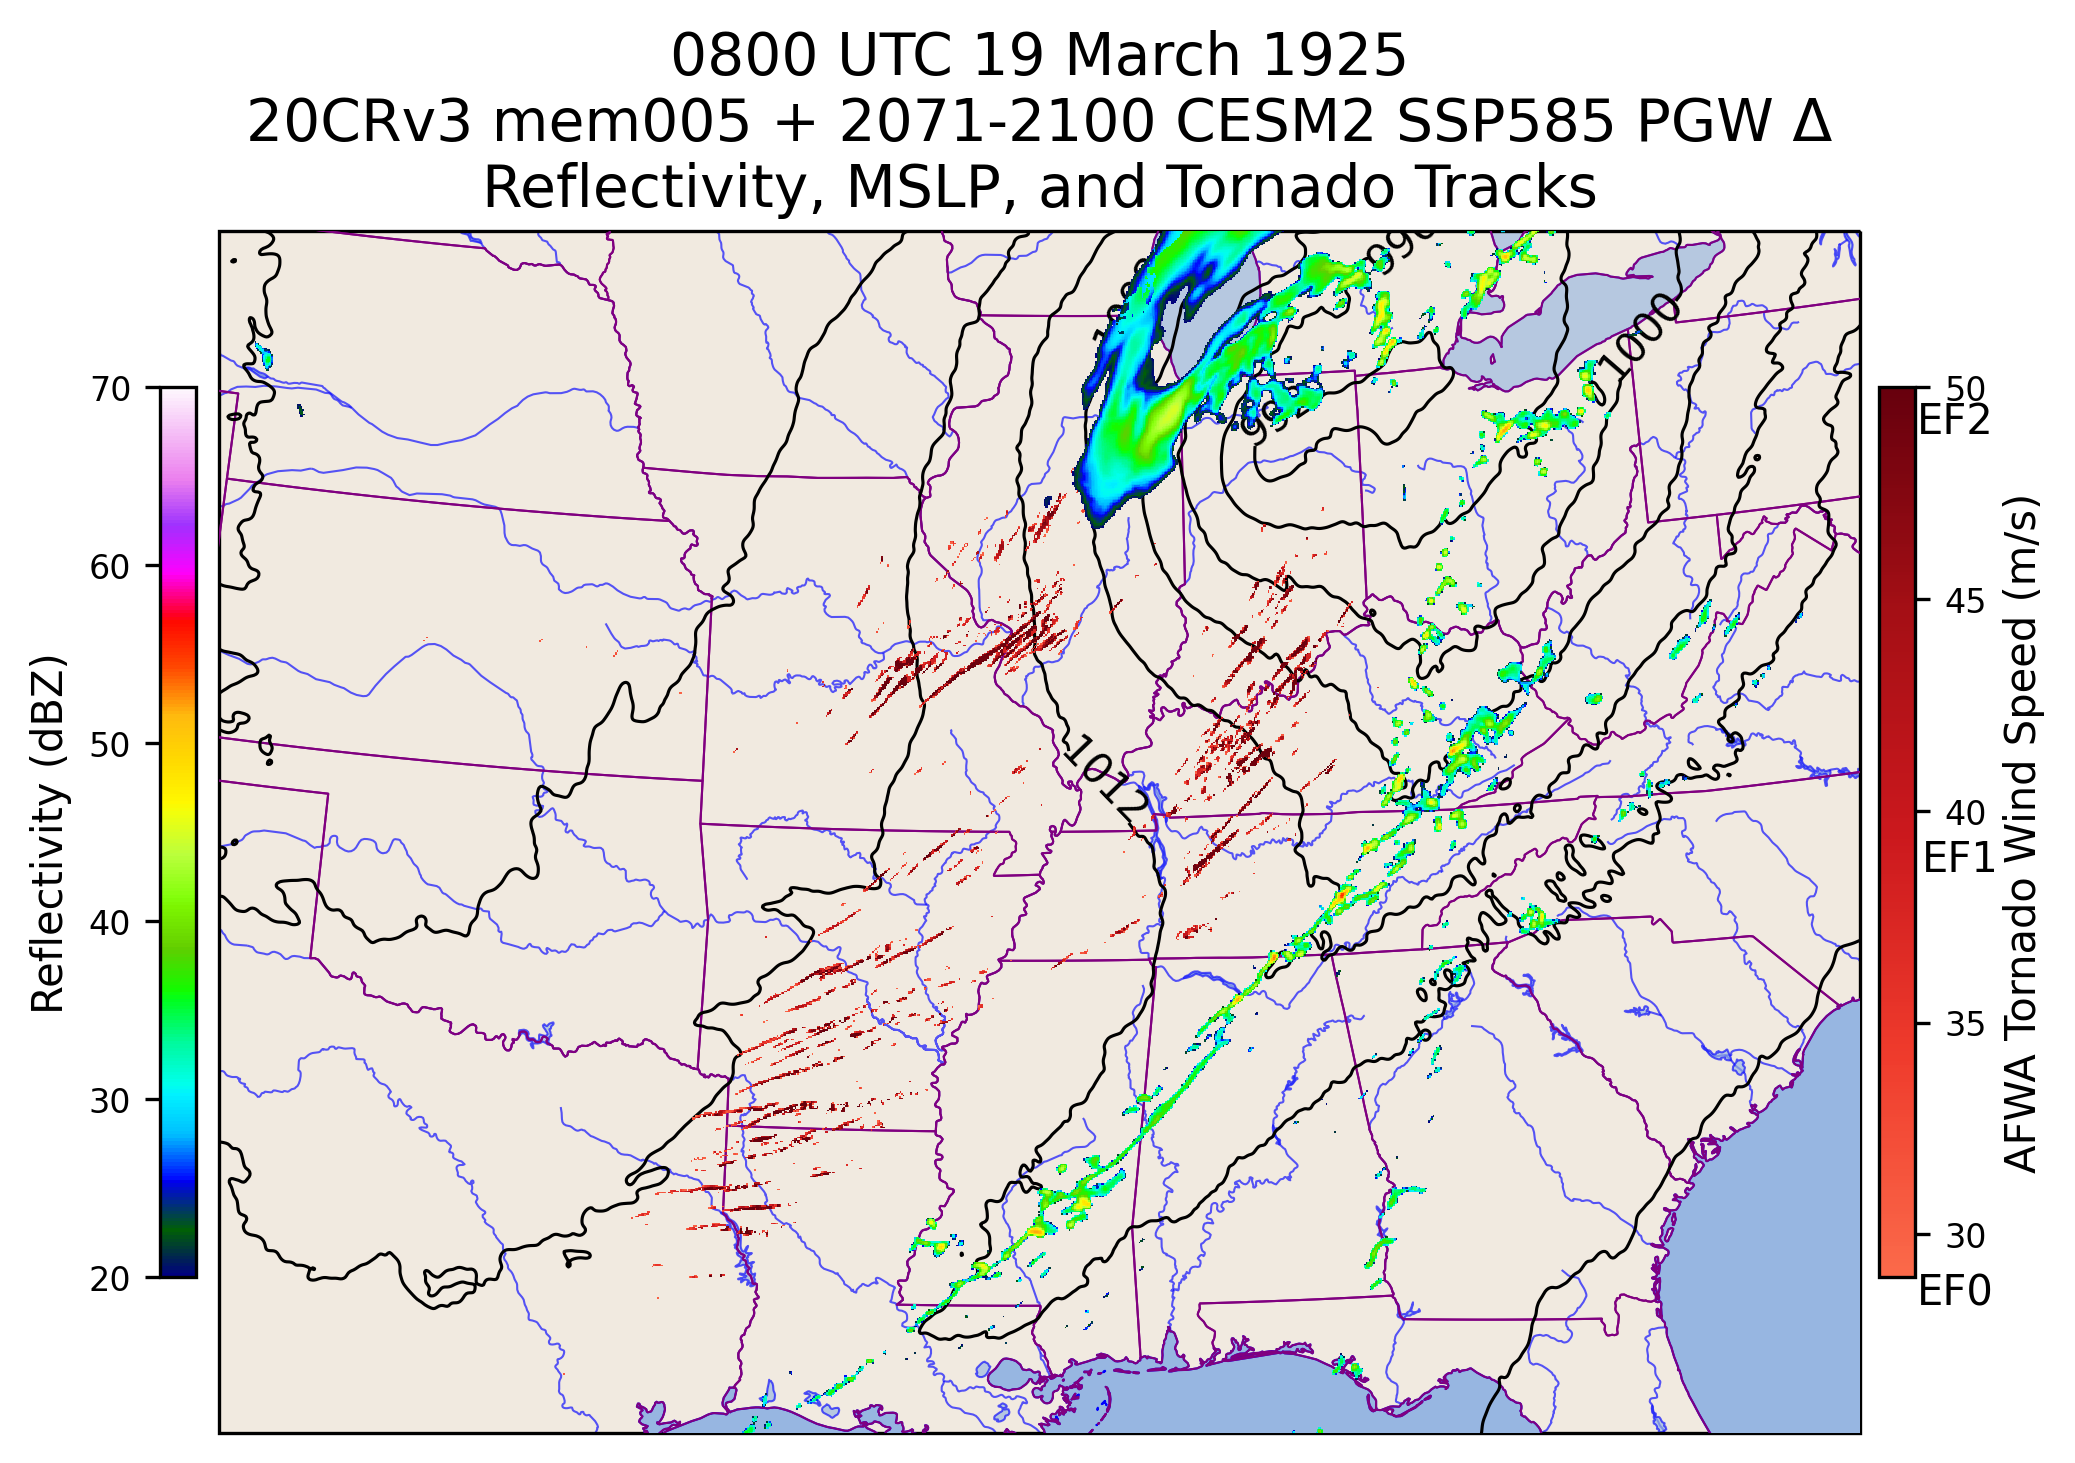 0800 UTC 19 March 1925
20CRv3 mem005 + 2071-2100 CESM2 SSP585 PGW Δ
Reflectivity, MSLP, and Tornado Tracks
70
60
50
40
30
20
Reflectivity (dBZ)
1000
1012
50
EF2
45
40
EF1
35
30
EF0
AFWA Tornado Wind Speed (m/s)